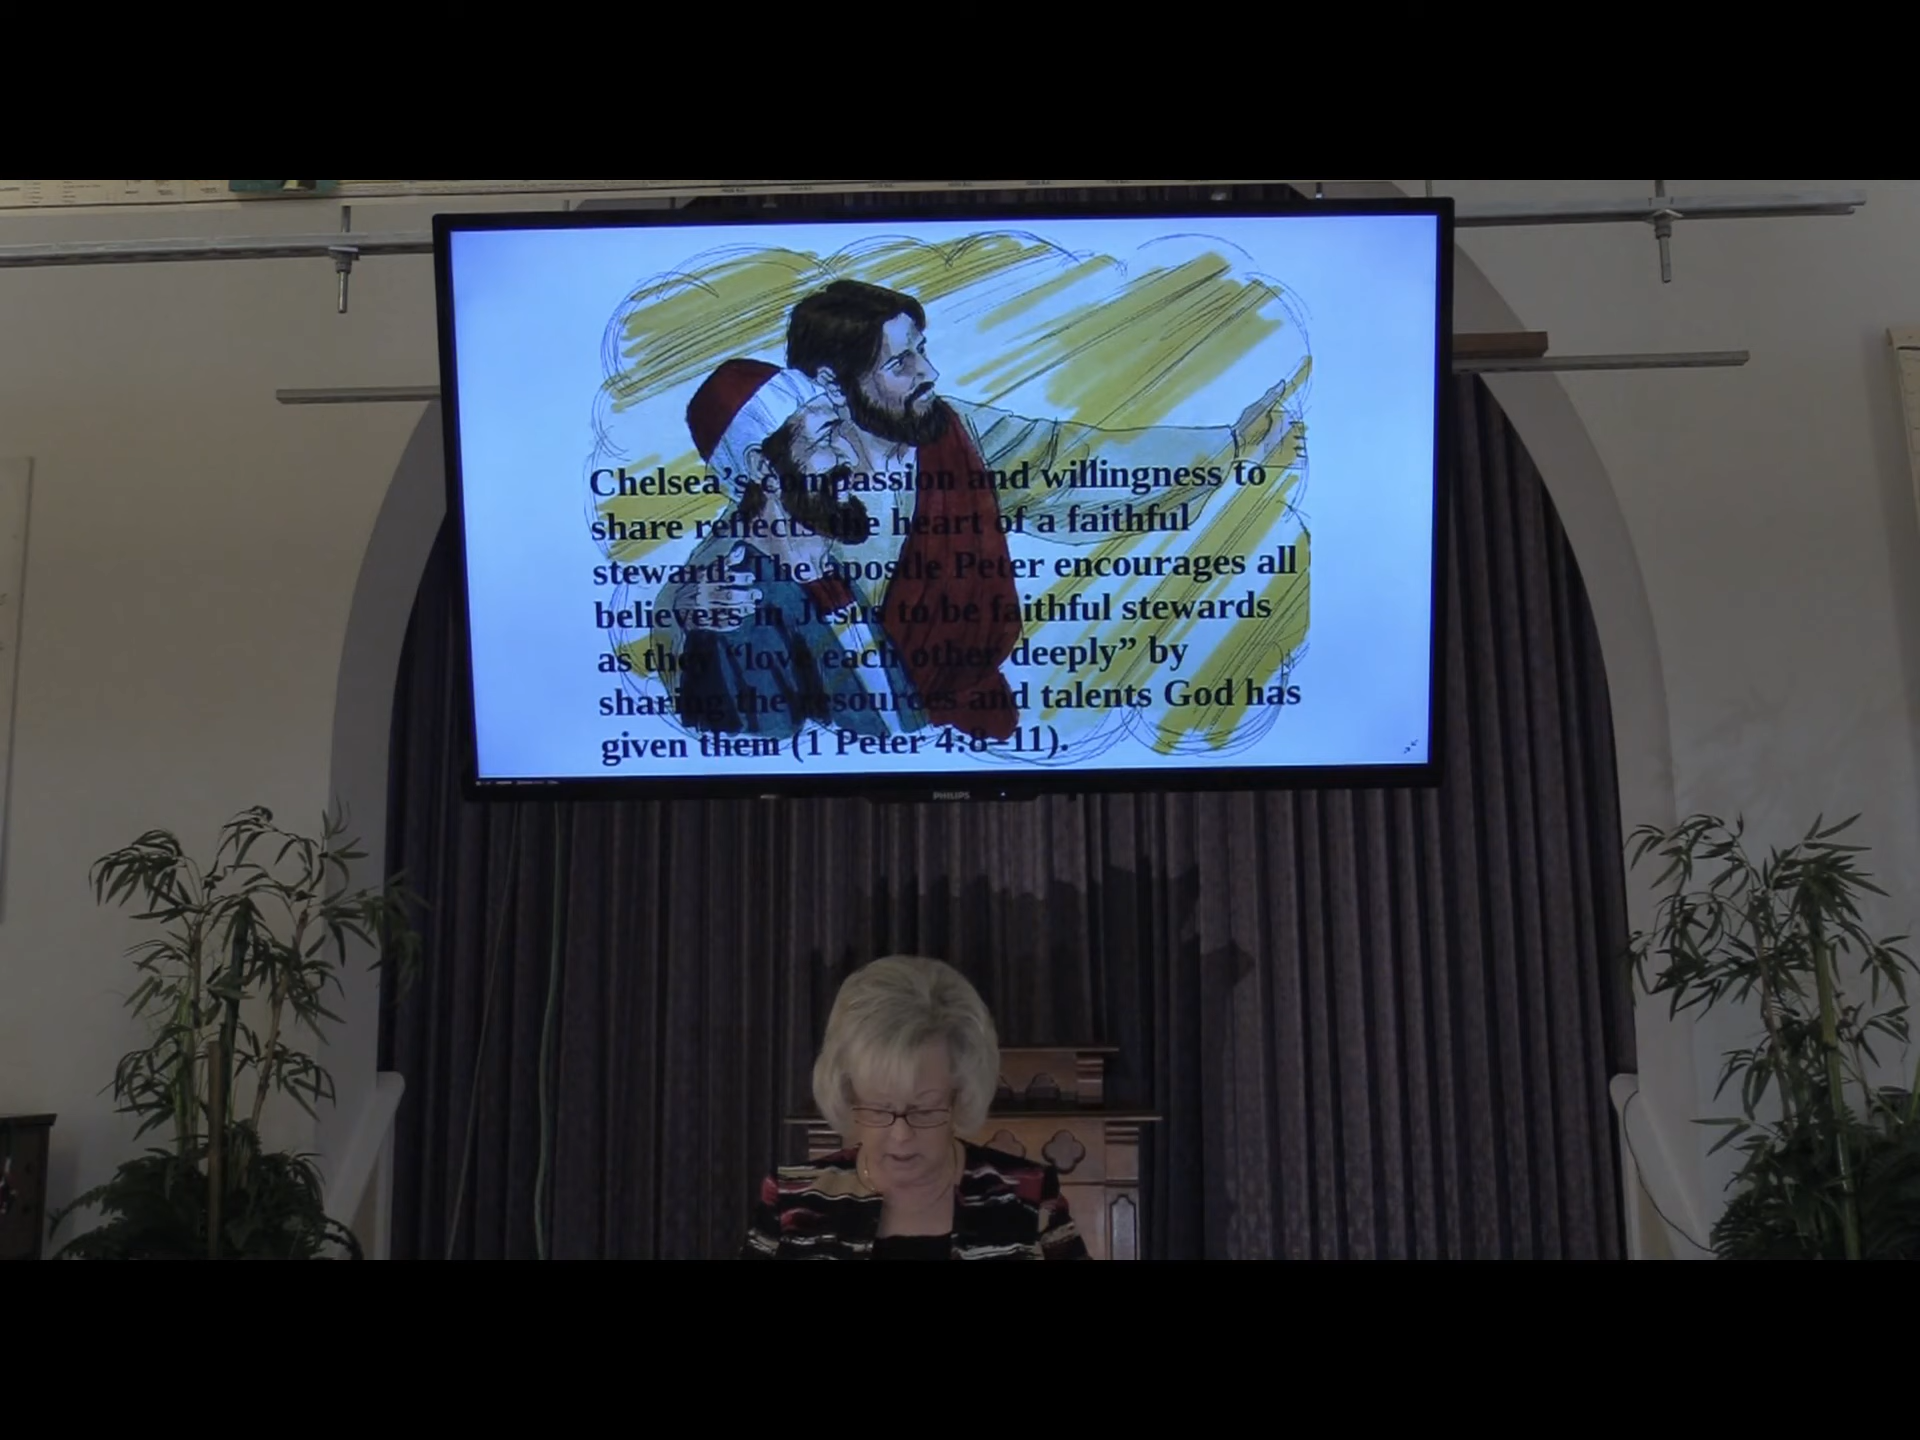 Chelsea’s compassion and willingness to
share reflects the heart of a faithful
steward. The apostle Peter encourages all
believers in Jesus to be faithful stewards
as they “love each other deeply” by
sharing the resources and talents God has
given them (1 Peter 4:8–11).
PHILIPS